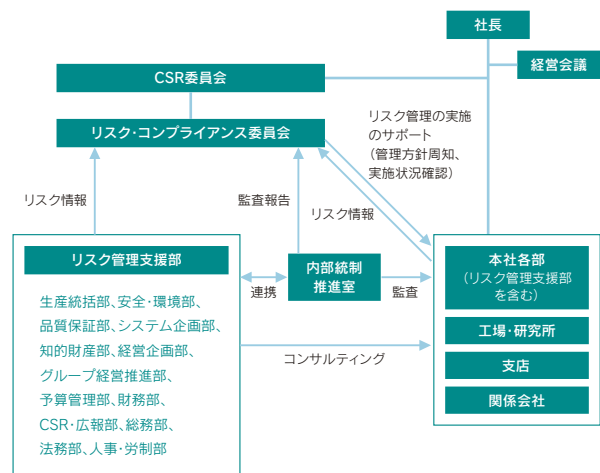 社長
経営会議
CSR委員会
リスク・コンプライアンス委員会
リスク管理の実施
のサポート
（管理方針周知、
実施状況確認）
リスク情報
監査報告
リスク情報
リスク管理支援部
生産統括部、安全・環境部、
品質保証部、システム企画部、
知的財産部、経営企画部、
グループ経営推進部、
予算管理部、財務部、
CSR・広報部、総務部、
法務部、人事・労制部
連携
内部統制
推進室
監査
コンサルティング
本社各部
（リスク管理支援部
を含む）
工場・研究所
支店
関係会社